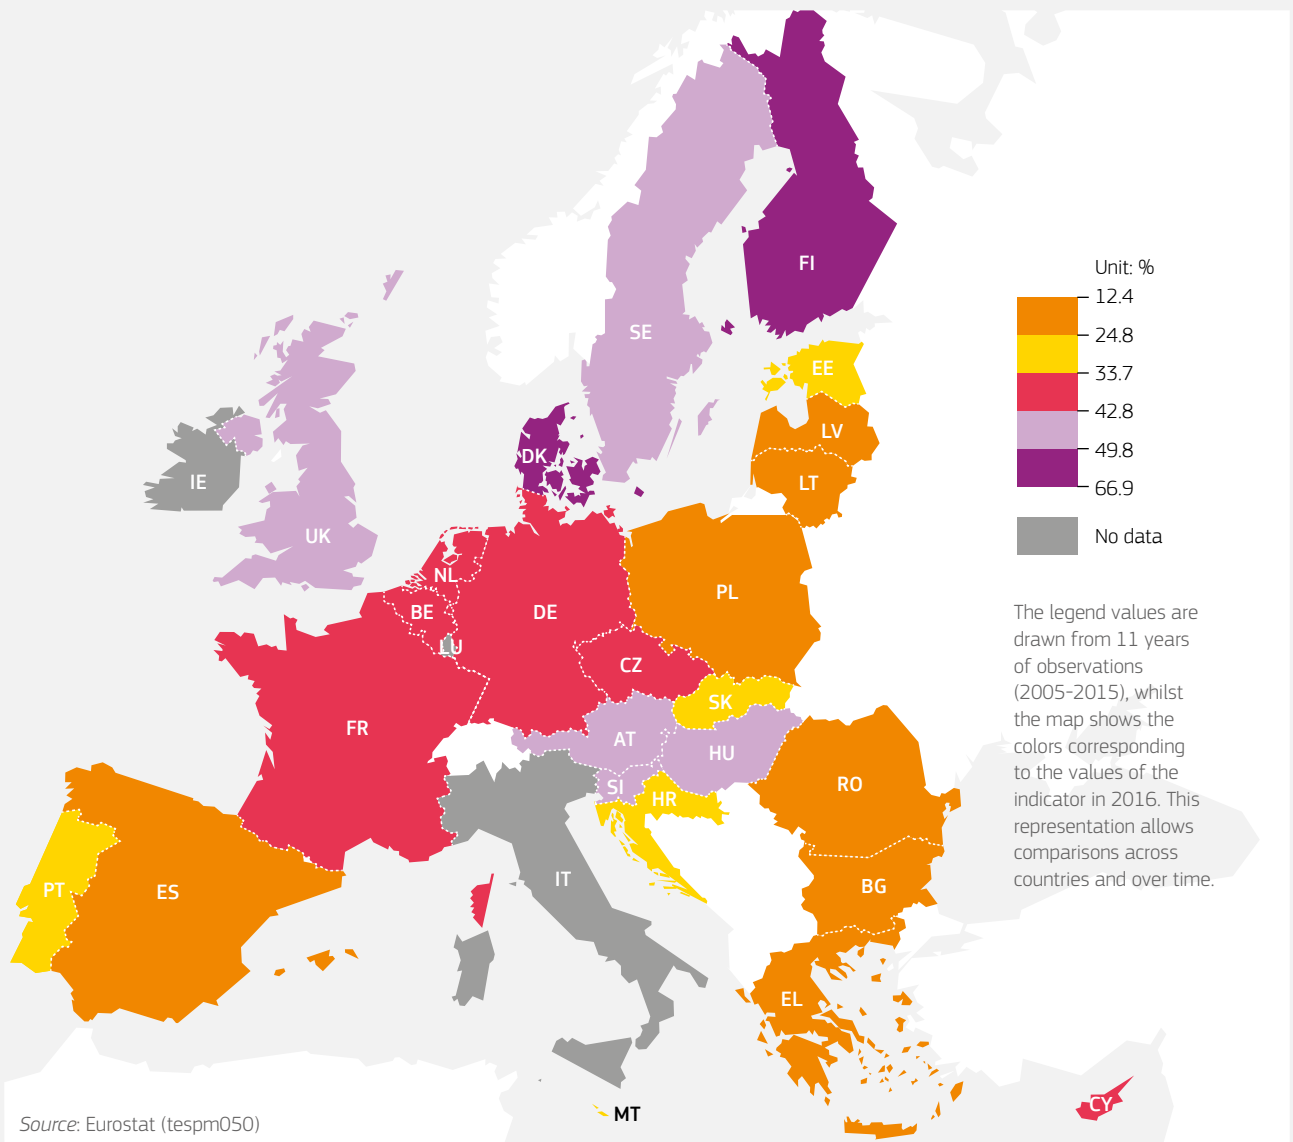 FI
SE
Unit: %
12.4
24.8
33.7
42.8
49.8
66.9
No data
EE
LV
LT
DK
IE
UK
NL
BE
LU
DE
PL
CZ
SK
FR
AT
HU
SI
HR
RO
PT
ES
IT
BG
EL
CY
MT
The legend values are
drawn from 11 years
of observations
(2005-2015), whilst
the map shows the
colors corresponding
to the values of the
indicator in 2016. This
representation allows
comparisons across
countries and over time.
Source: Eurostat (tespm050)